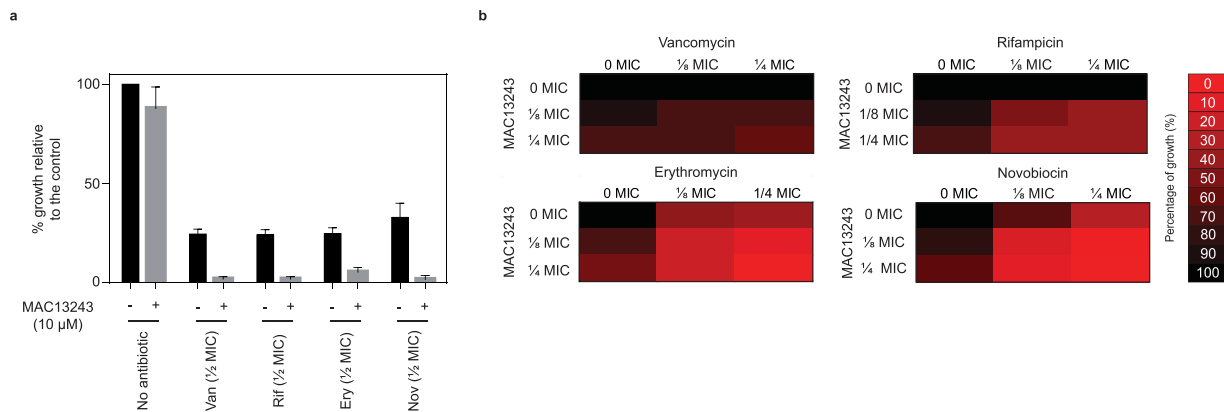 a
% growth relative
to the control
100
50
0
MAC13243
(10 µM)
- + - + - + - + - +
No antibiotic
Van (½ MIC)
Rif (½ MIC)
Ery (½ MIC)
Nov (½ MIC)
b
Vancomycin
0 MIC ⅛ MIC ¼ MIC
MAC13243
0 MIC
⅛ MIC
¼ MIC
Rifampicin
0 MIC ⅛ MIC ¼ MIC
MAC13243
0 MIC
1/8 MIC
1/4 MIC
Erythromycin
0 MIC ⅛ MIC 1/4 MIC
MAC13243
0 MIC
⅛ MIC
¼ MIC
Novobiocin
0 MIC ⅛ MIC ¼ MIC
MAC13243
0 MIC
⅛ MIC
¼ MIC
Percentage of growth (%)
0
10
20
30
40
50
60
70
80
90
100